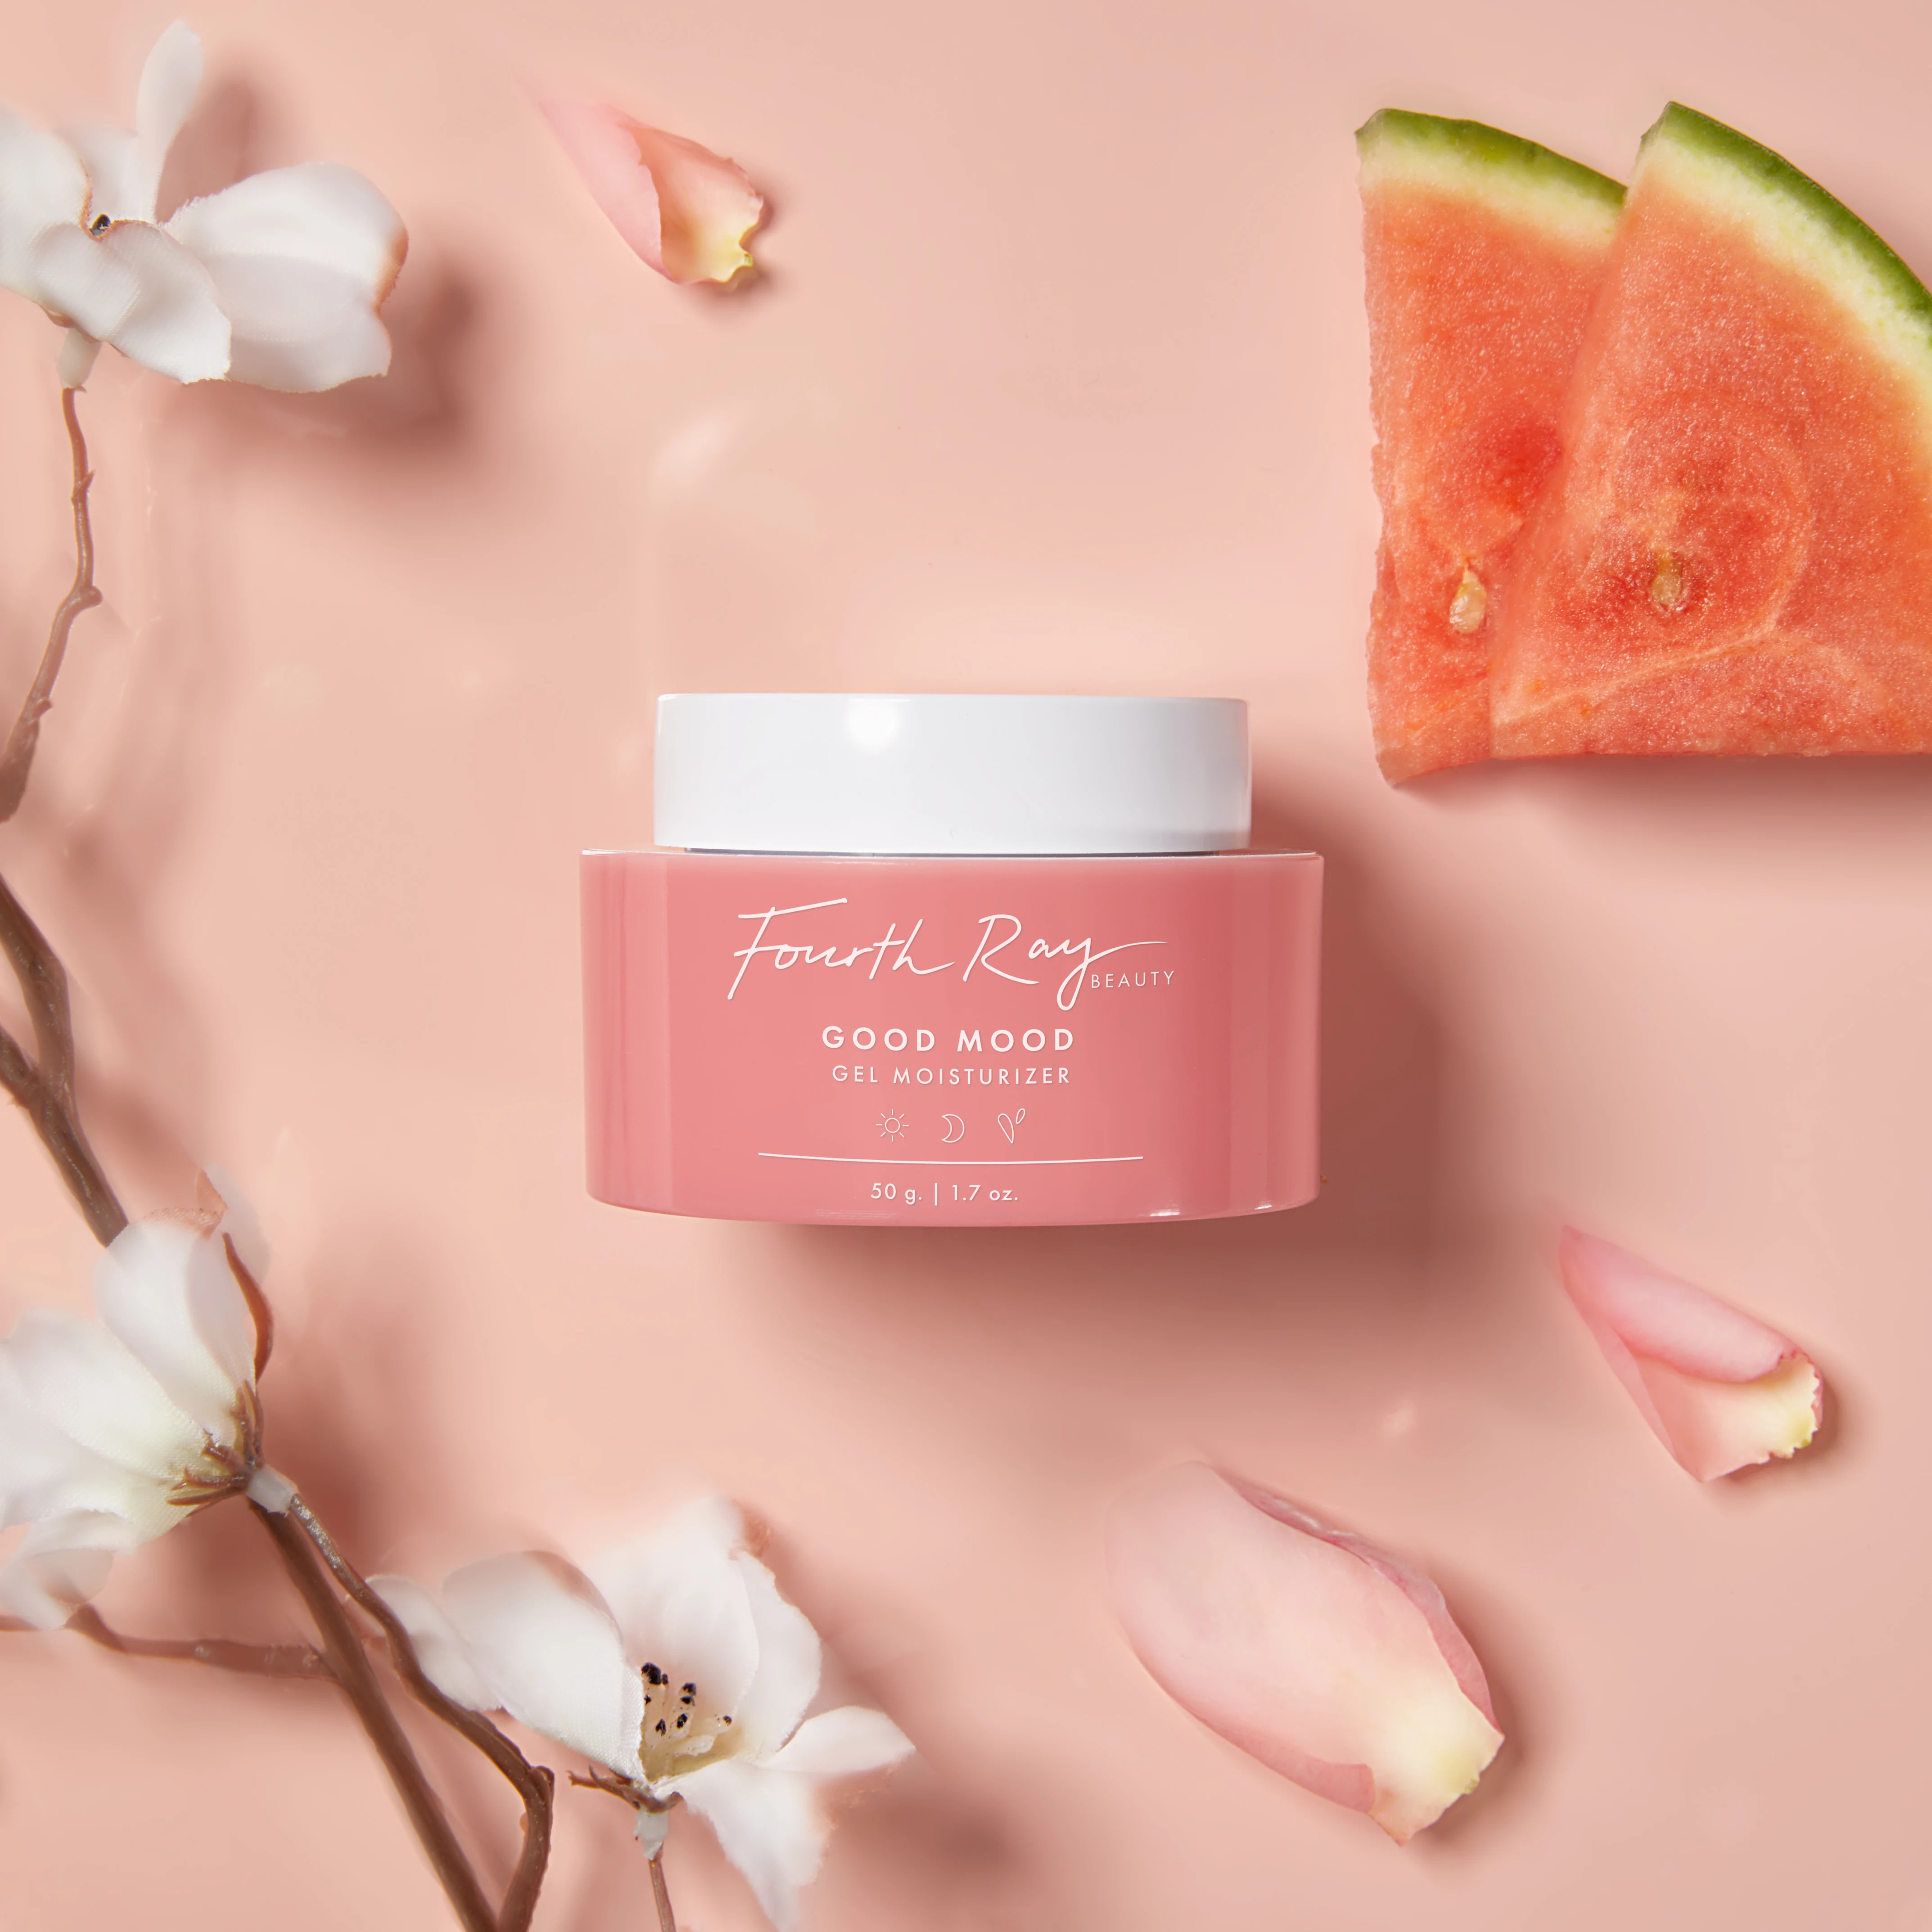 Fourth Ray BEAUTY
GOOD MOOD
GEL MOISTURIZER
50 g. | 1.7 oz.